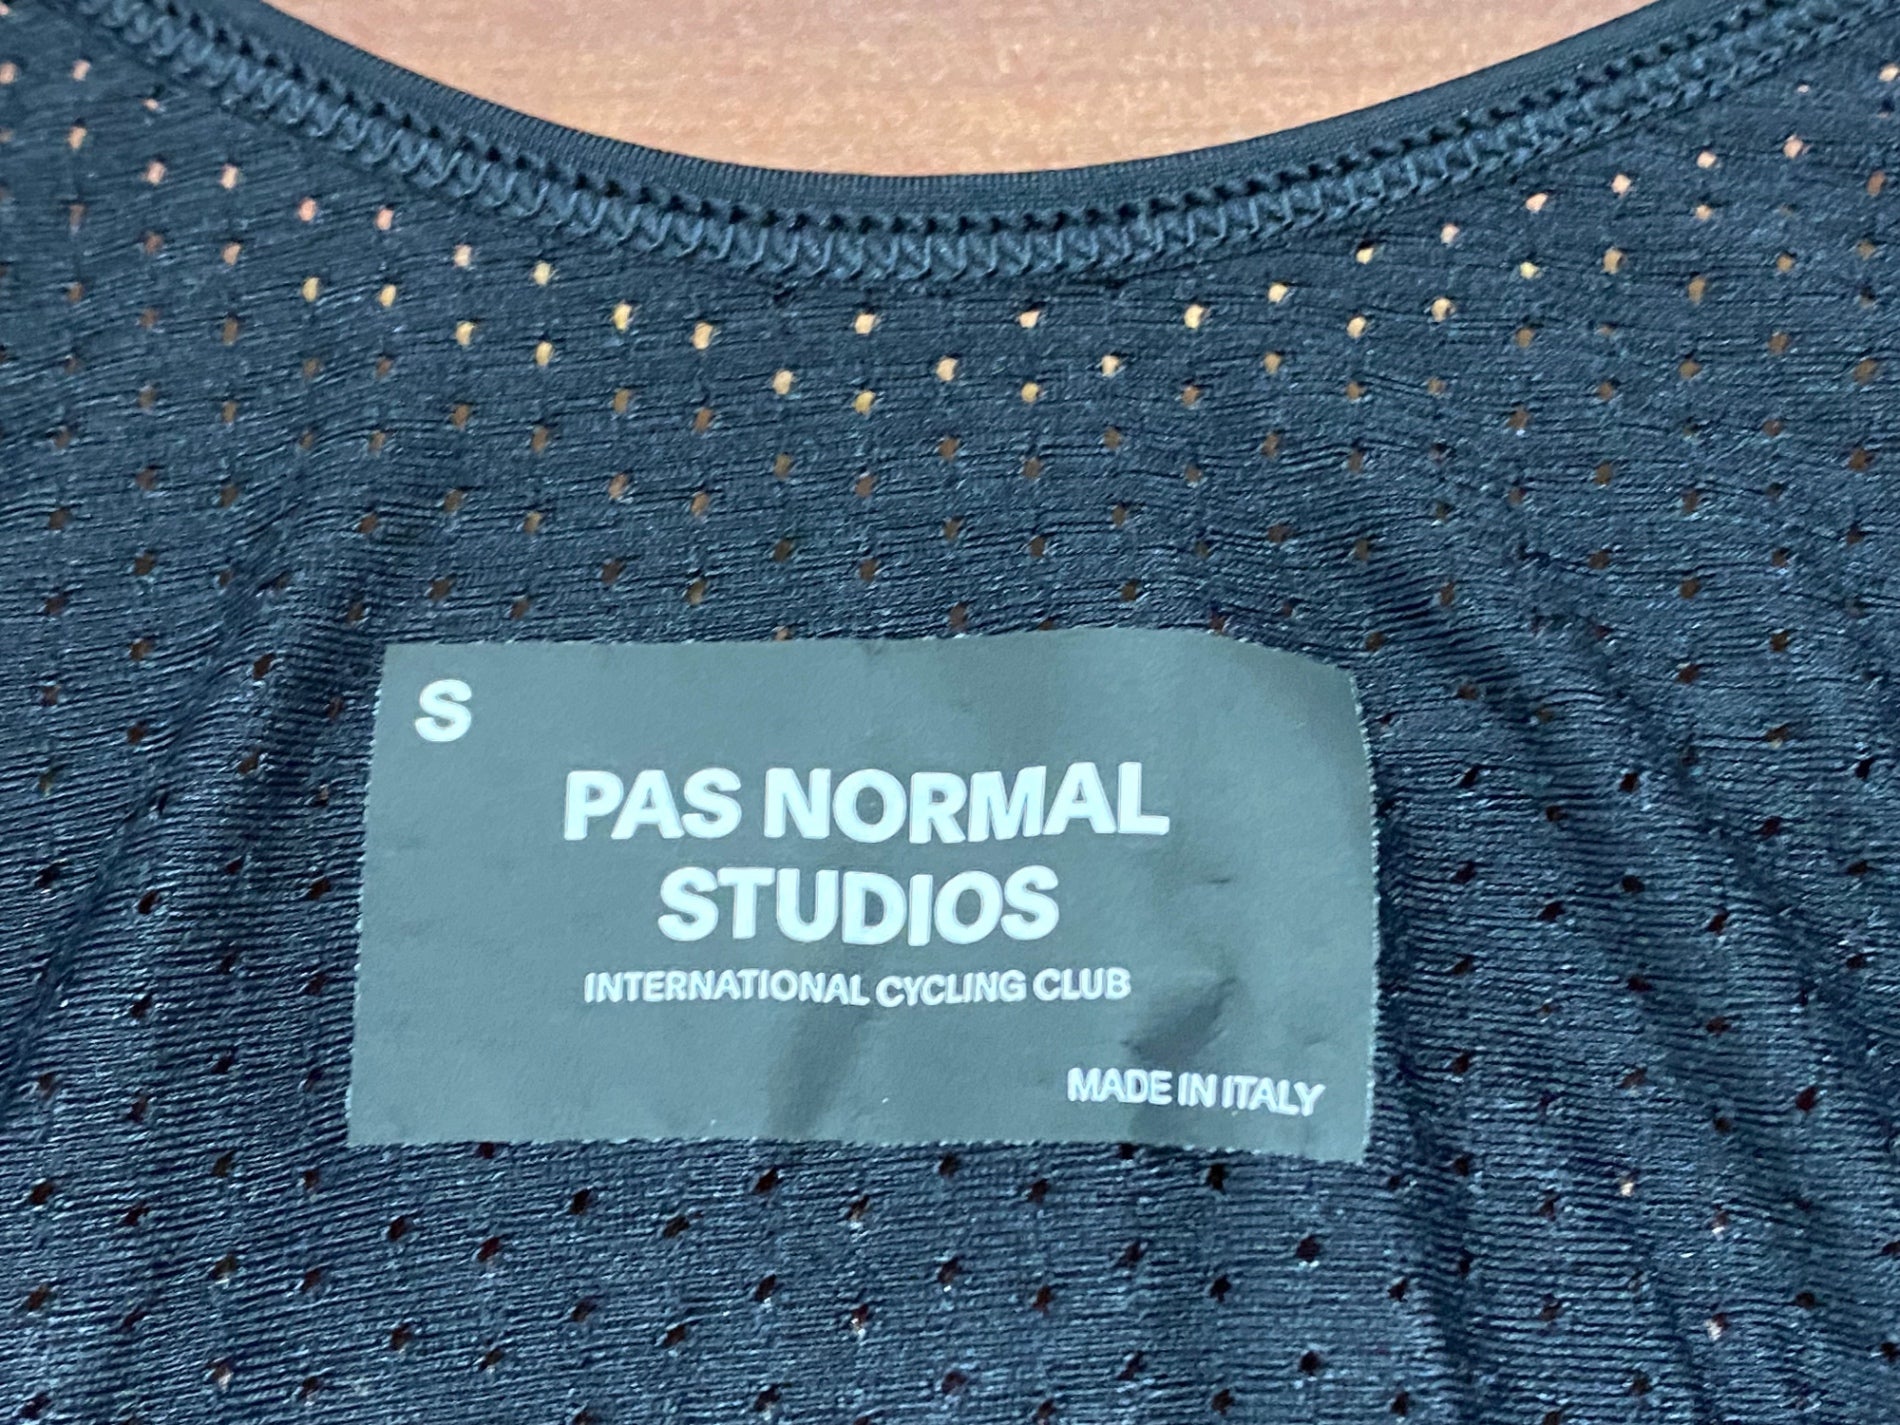 S
PAS NORMAL
STUDIOS
INTERNATIONAL CYCLING CLUB
MADE IN ITALY